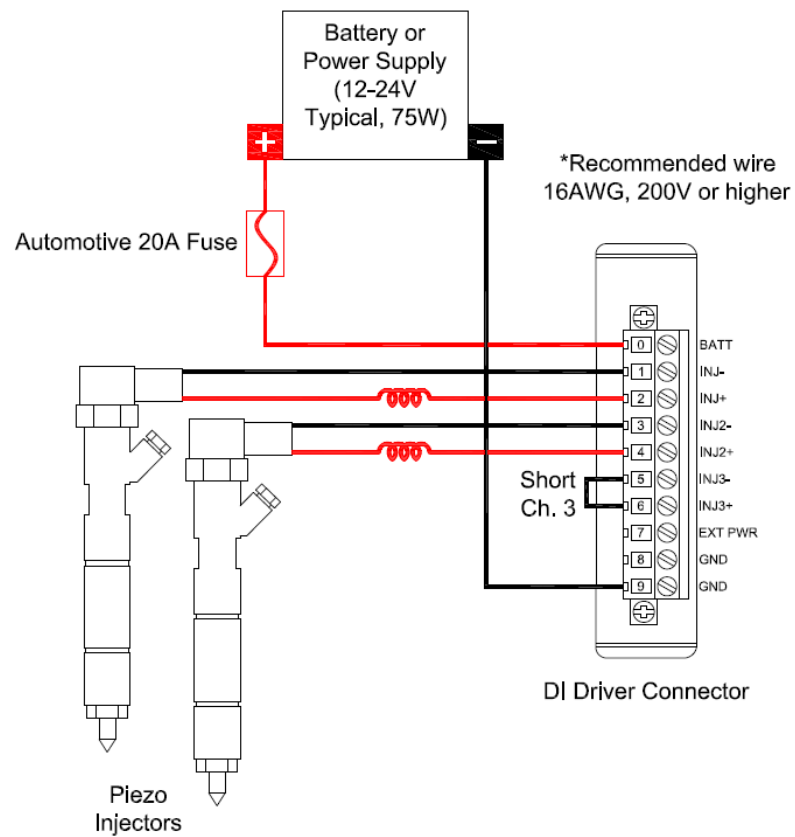 Battery or
Power Supply
(12-24V
Typical, 75W)
+
-
*Recommended wire
16AWG, 200V or higher
Automotive 20A Fuse
0 BATT
1 INJ-
2 INJ+
3 INJ2-
4 INJ2+
5 INJ3-
6 INJ3+
7 EXT PWR
8 GND
9 GND
Short
Ch. 3
DI Driver Connector
Piezo
Injectors